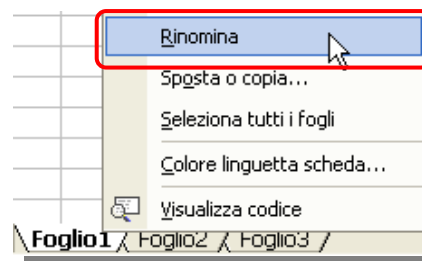 Rinomina
Sposta o copia...
Seleziona tutti i fogli
Colore linguetta scheda...
Visualizza codice
Foglio1 Foglio2 Foglio3